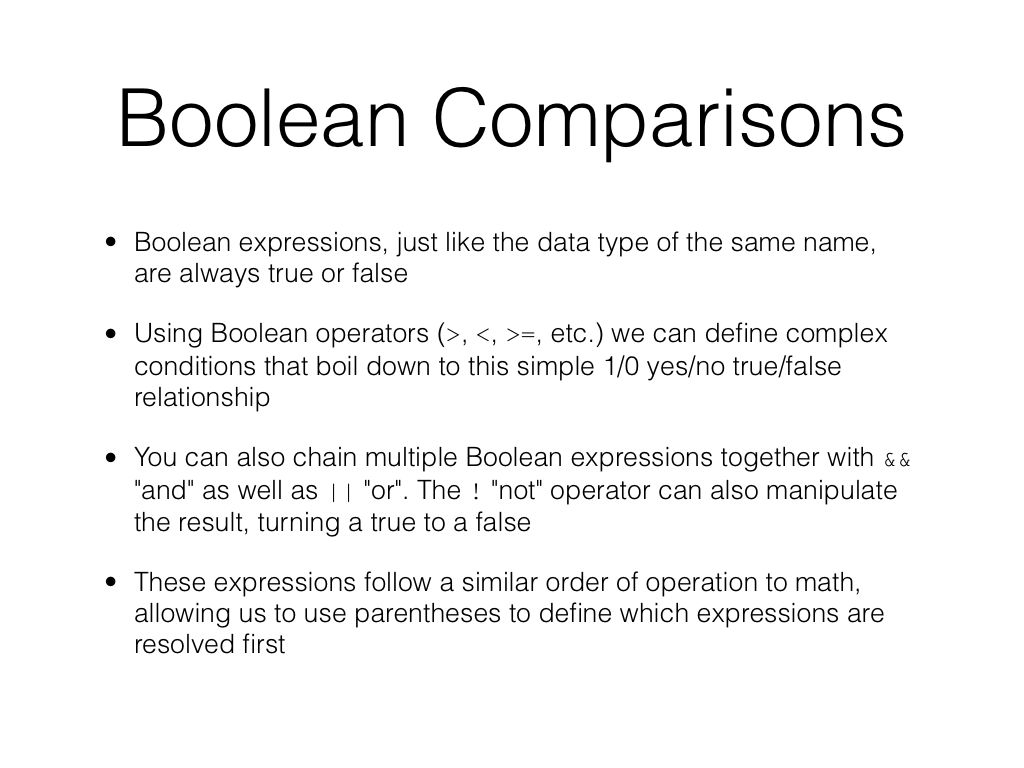 Boolean Comparisons
• Boolean expressions, just like the data type of the same name,
are always true or false
• Using Boolean operators (>, <, >=, etc.) we can define complex
conditions that boil down to this simple 1/0 yes/no true/false
relationship
• You can also chain multiple Boolean expressions together with &&
"and" as well as || "or". The ! "not" operator can also manipulate
the result, turning a true to a false
• These expressions follow a similar order of operation to math,
allowing us to use parentheses to define which expressions are
resolved first